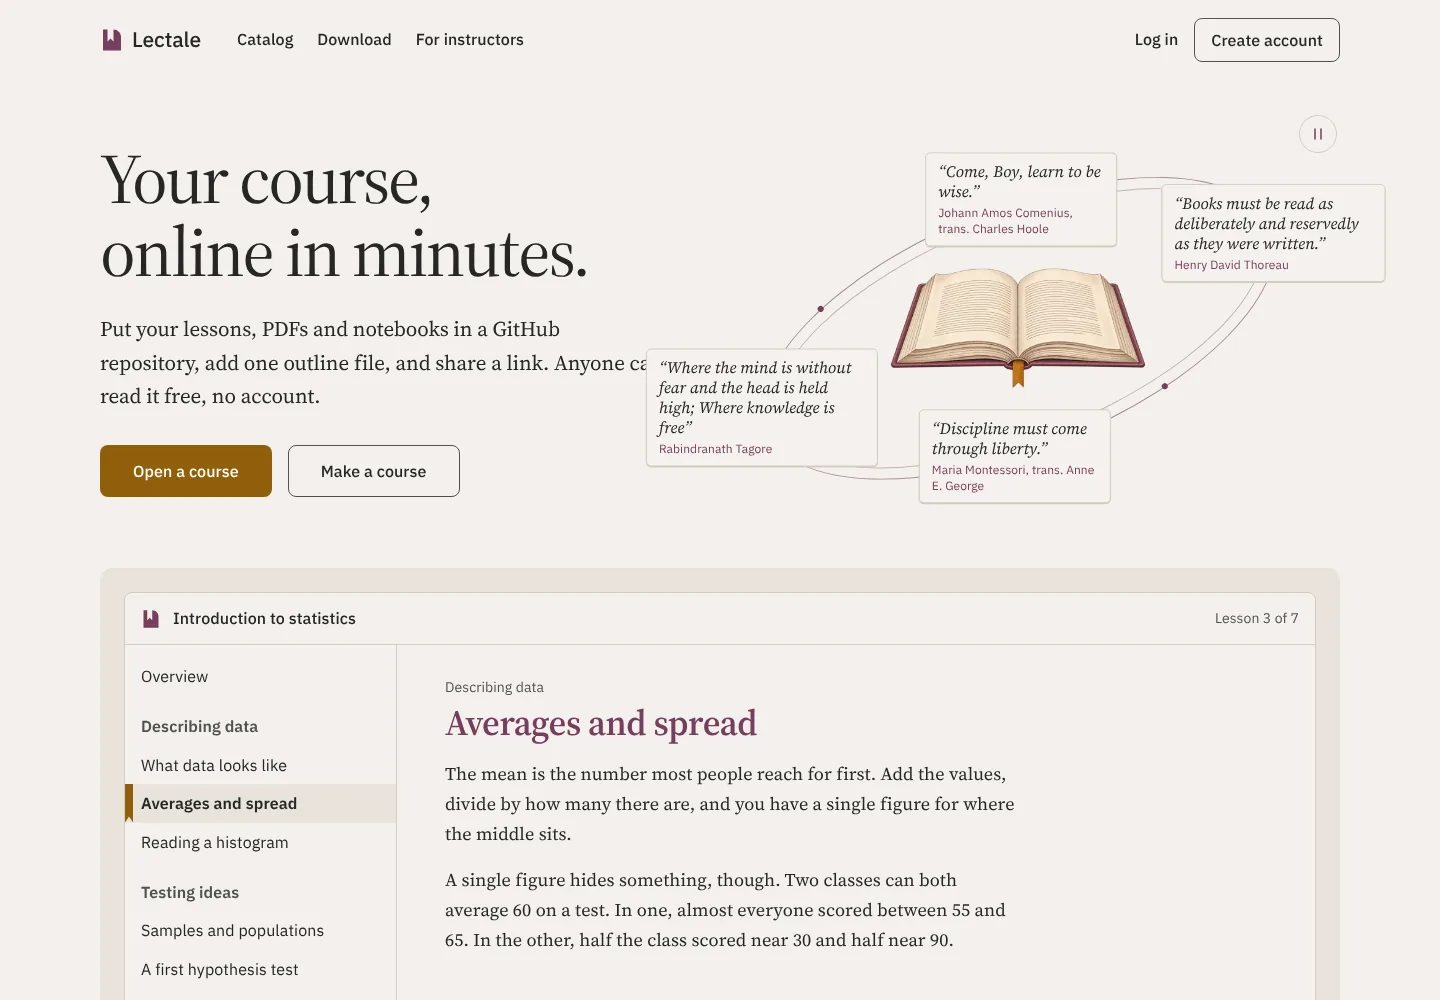 Lectale
Catalog
Download
For instructors
Log in
Create account
Your course,
online in minutes.
Put your lessons, PDFs and notebooks in a GitHub
repository, add one outline file, and share a link. Anyone
read it free, no account.
Open a course
Make a course
“Come, Boy, learn to be
wise.”
Johann Amos Comenius,
trans. Charles Hoole
“Books must be read as
deliberately and reservedly
as they were written.”
Henry David Thoreau
“Where the mind is without
fear and the head is held
high; Where knowledge is
free”
Rabindranath Tagore
“Discipline must come
through liberty.”
Maria Montessori, trans. Anne
E. George
Introduction to statistics
Lesson 3 of 7
Overview
Describing data
What data looks like
Averages and spread
Reading a histogram
Testing ideas
Samples and populations
A first hypothesis test
Describing data
Averages and spread
The mean is the number most people reach for first. Add the values,
divide by how many there are, and you have a single figure for where
the middle sits.
A single figure hides something, though. Two classes can both
average 60 on a test. In one, almost everyone scored between 55 and
65. In the other, half the class scored near 30 and half near 90.